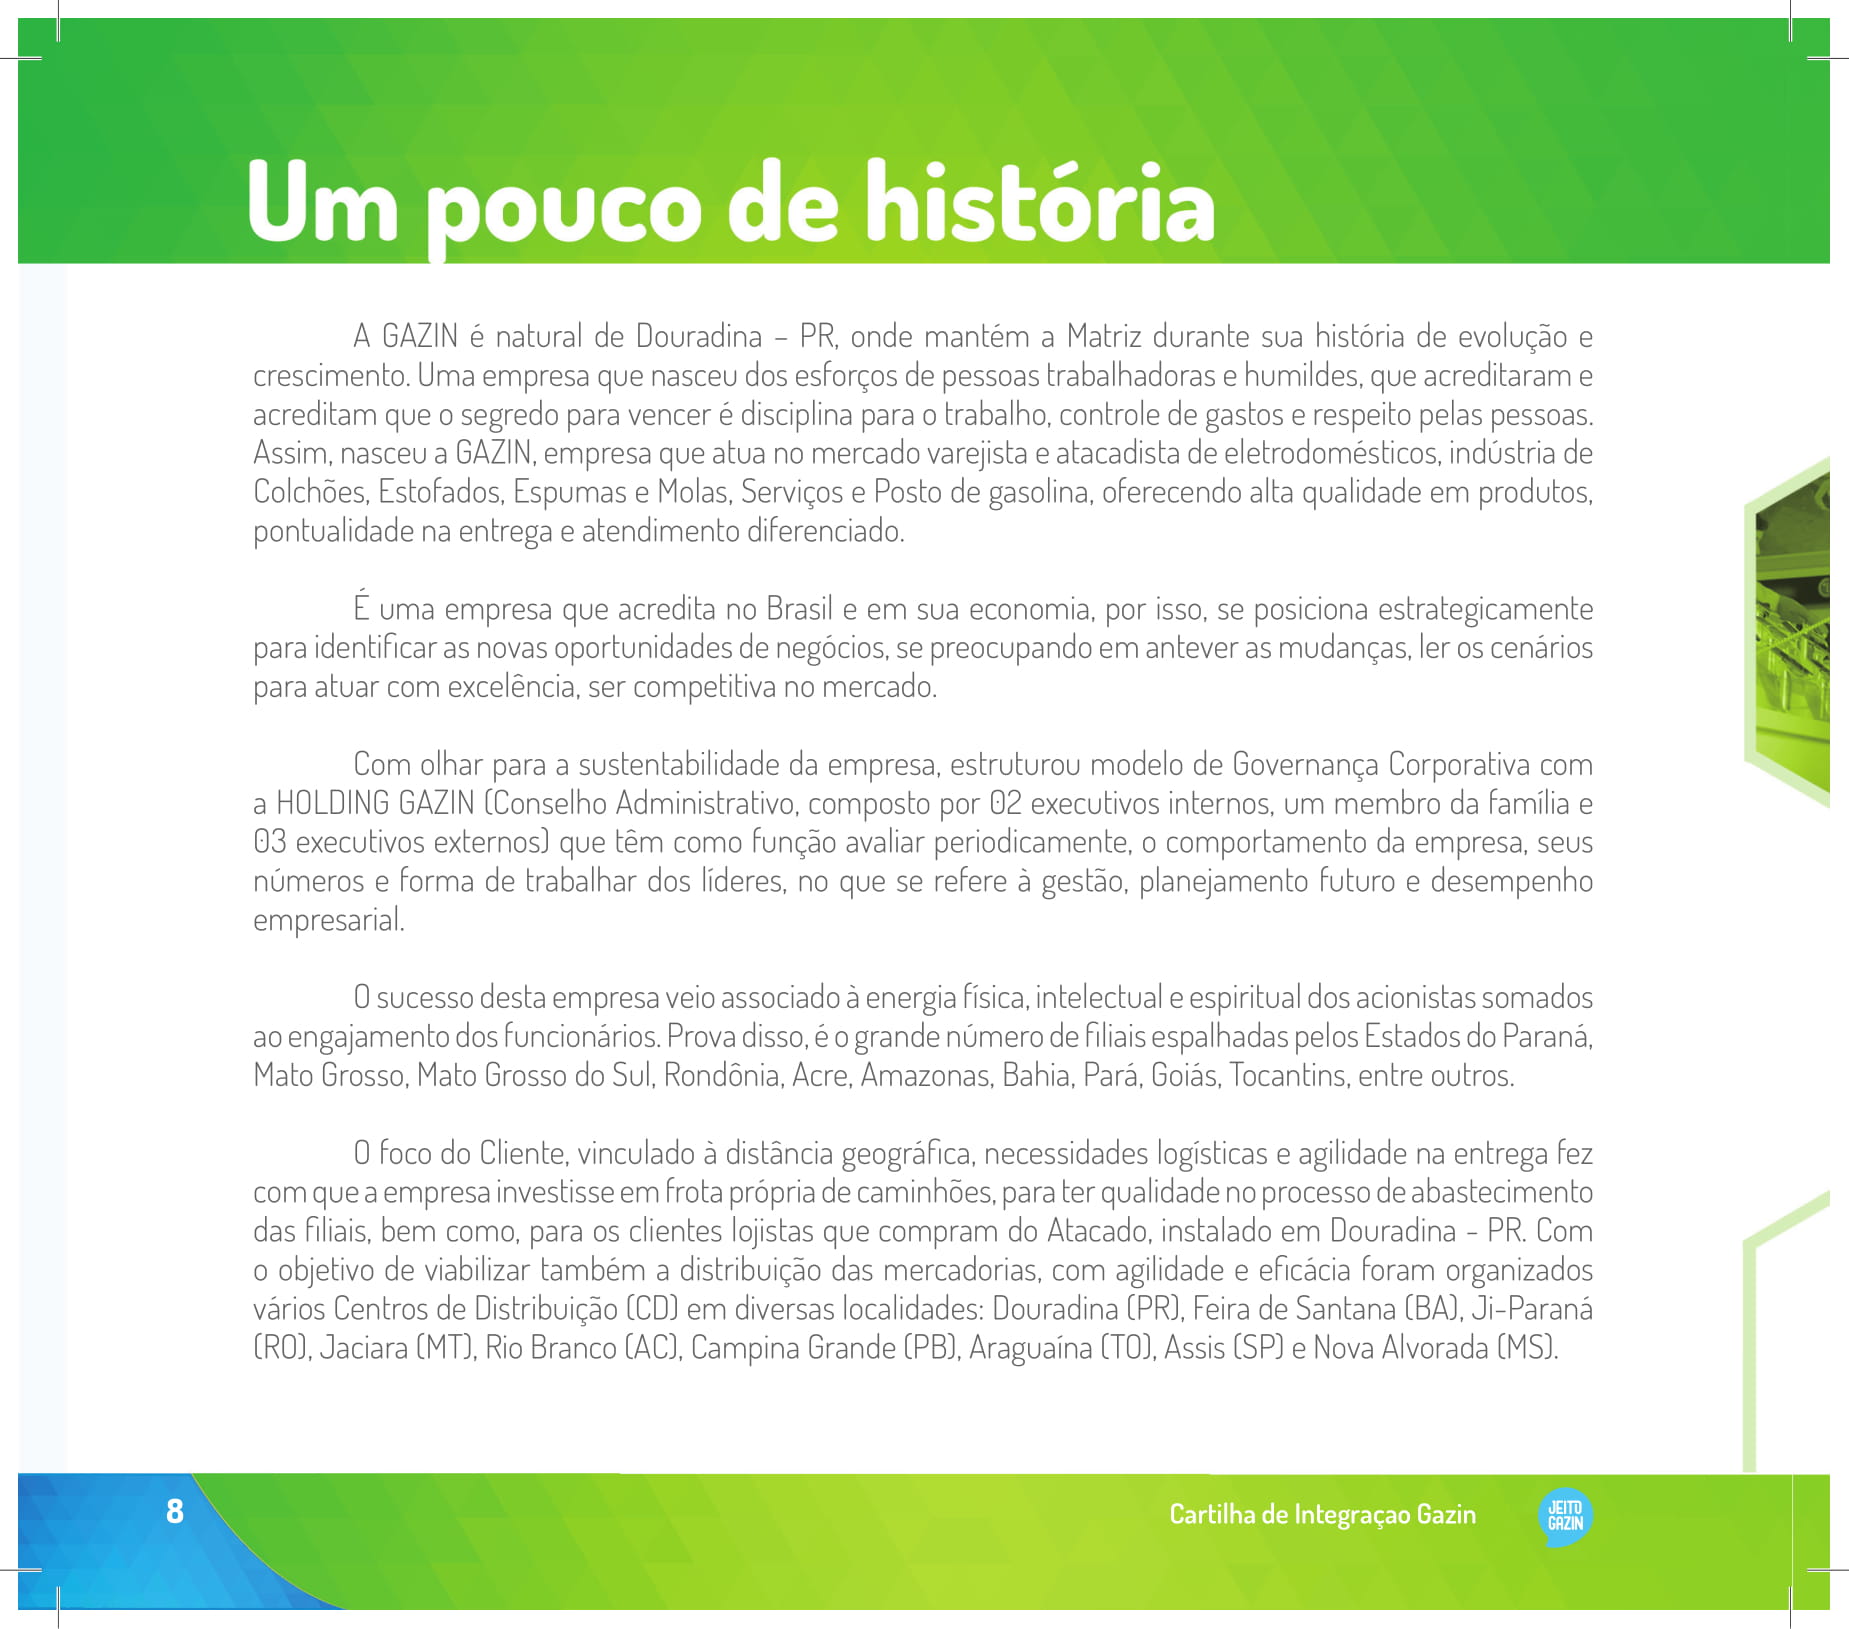 Um pouco de história
A GAZIN é natural de Douradina – PR, onde mantém a Matriz durante sua história de evolução e
crescimento. Uma empresa que nasceu dos esforços de pessoas trabalhadoras e humildes, que acreditaram e
acreditam que o segredo para vencer é disciplina para o trabalho, controle de gastos e respeito pelas pessoas.
Assim, nasceu a GAZIN, empresa que atua no mercado varejista e atacadista de eletrodomésticos, indústria de
Colchões, Estofados, Espumas e Molas, Serviços e Posto de gasolina, oferecendo alta qualidade em produtos,
pontualidade na entrega e atendimento diferenciado.
É uma empresa que acredita no Brasil e em sua economia, por isso, se posiciona estrategicamente
para identificar as novas oportunidades de negócios, se preocupando em antever as mudanças, ler os cenários
para atuar com excelência, ser competitiva no mercado.
Com olhar para a sustentabilidade da empresa, estruturou modelo de Governança Corporativa com
a HOLDING GAZIN (Conselho Administrativo, composto por 02 executivos internos, um membro da família e
03 executivos externos) que têm como função avaliar periodicamente, o comportamento da empresa, seus
números e forma de trabalhar dos líderes, no que se refere à gestão, planejamento futuro e desempenho
empresarial.
O sucesso desta empresa veio associado à energia física, intelectual e espiritual dos acionistas somados
ao engajamento dos funcionários. Prova disso, é o grande número de filiais espalhadas pelos Estados do Paraná,
Mato Grosso, Mato Grosso do Sul, Rondônia, Acre, Amazonas, Bahia, Pará, Goiás, Tocantins, entre outros.
O foco do Cliente, vinculado à distância geográfica, necessidades logísticas e agilidade na entrega fez
com que a empresa investisse em frota própria de caminhões, para ter qualidade no processo de abastecimento
das filiais, bem como, para os clientes lojistas que compram do Atacado, instalado em Douradina - PR. Com
o objetivo de viabilizar também a distribuição das mercadorias, com agilidade e eficácia foram organizados
vários Centros de Distribuição (CD) em diversas localidades: Douradina (PR), Feira de Santana (BA), Ji-Paraná
(RO), Jaciara (MT), Rio Branco (AC), Campina Grande (PB), Araguaína (TO), Assis (SP) e Nova Alvorada (MS).
8
Cartilha de Integraçao Gazin
JEITO
GAZIN